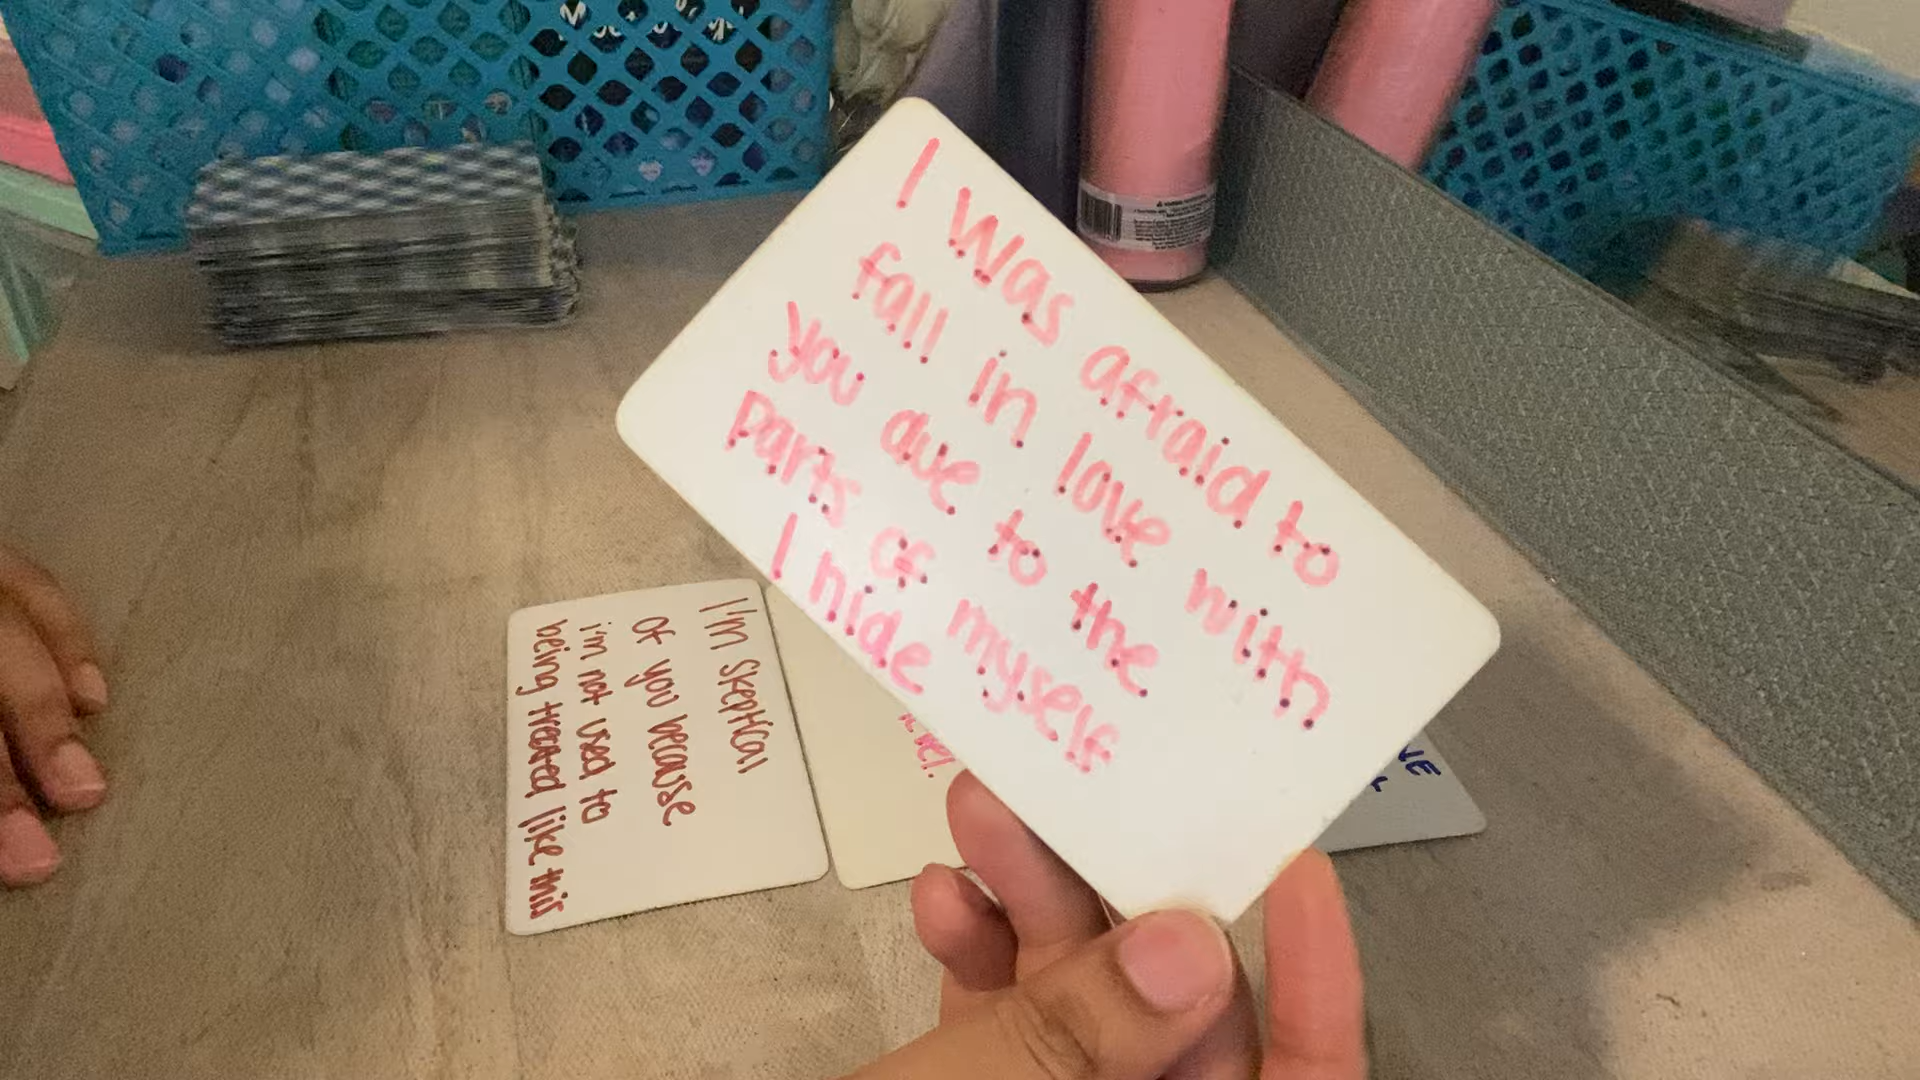 I was afraid to
fall in love with
you due to the
parts of myself
I hide
I'm skeptical
of you because
i'm not used to
being treated like this